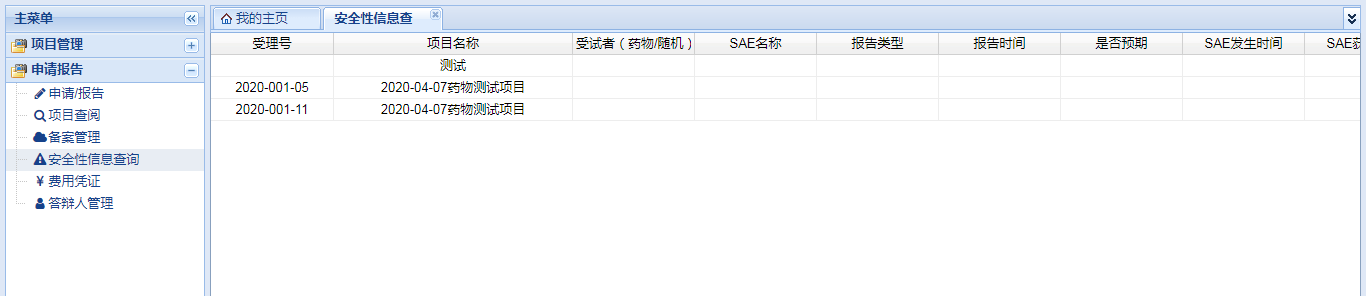 主菜单
项目管理
申请报告
申请/报告
项目查阅
备案管理
安全性信息查询
费用凭证
答辩人管理
我的主页 安全性信息查
受理号 项目名称 受试者（药物/随机） SAE名称 报告类型 报告时间 是否预期 SAE发生时间 SAE
测试
2020-001-05 2020-04-07药物测试项目
2020-001-11 2020-04-07药物测试项目